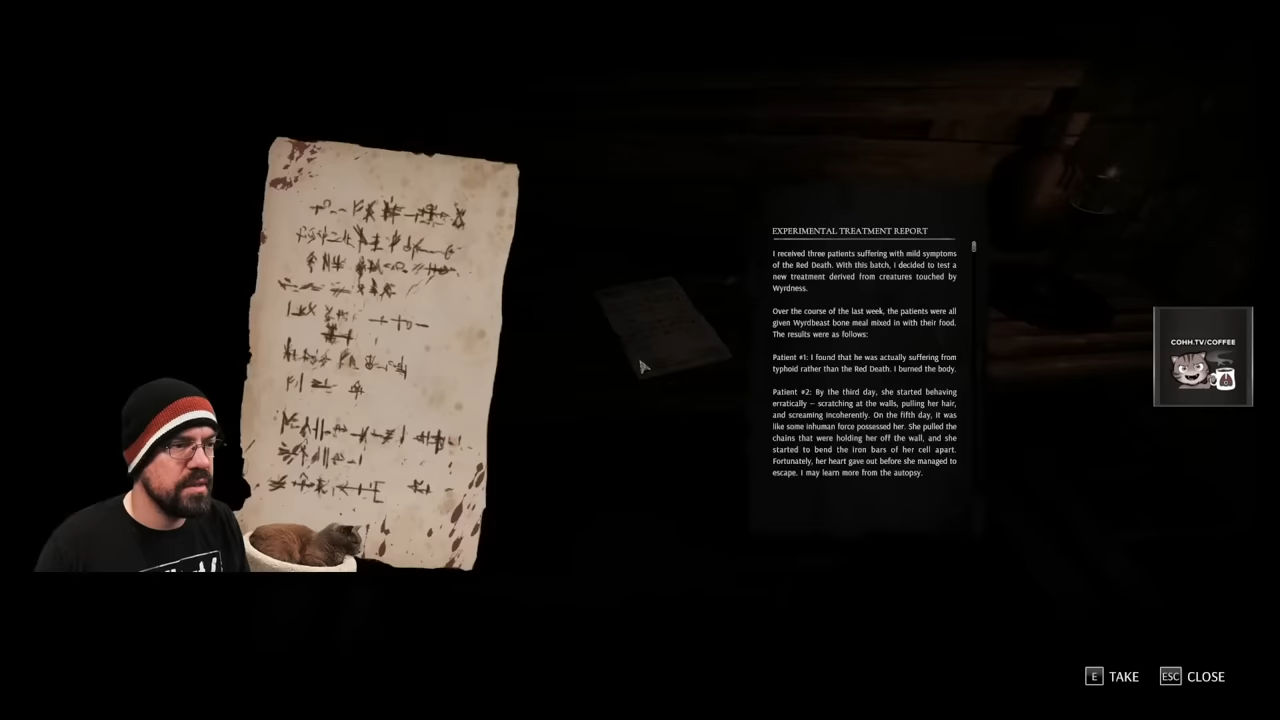 EXPERIMENTAL TREATMENT REPORT
I received three patients suffering with mild symptoms
of the Red Death. With this batch, I decided to test a
new treatment derived from creatures touched by
Wyrdness.
Over the course of the last week, the patients were all
given Wyrdbeast bone meal mixed in with their food.
The results were as follows:
Patient #1: I found that he was actually suffering from
typhoid rather than the Red Death. I burned the body.
Patient #2: By the third day, she started behaving
erratically – scratching at the walls, pulling her hair,
and screaming incoherently. On the fifth day, it was
like some inhuman force possessed her. She pulled the
chains that were holding her off the wall, and she
started to bend the iron bars of her cell apart.
Fortunately, her heart gave out before she managed to
escape. I may learn more from the autopsy.
COHH.TV/COFFEE
E TAKE ESC CLOSE